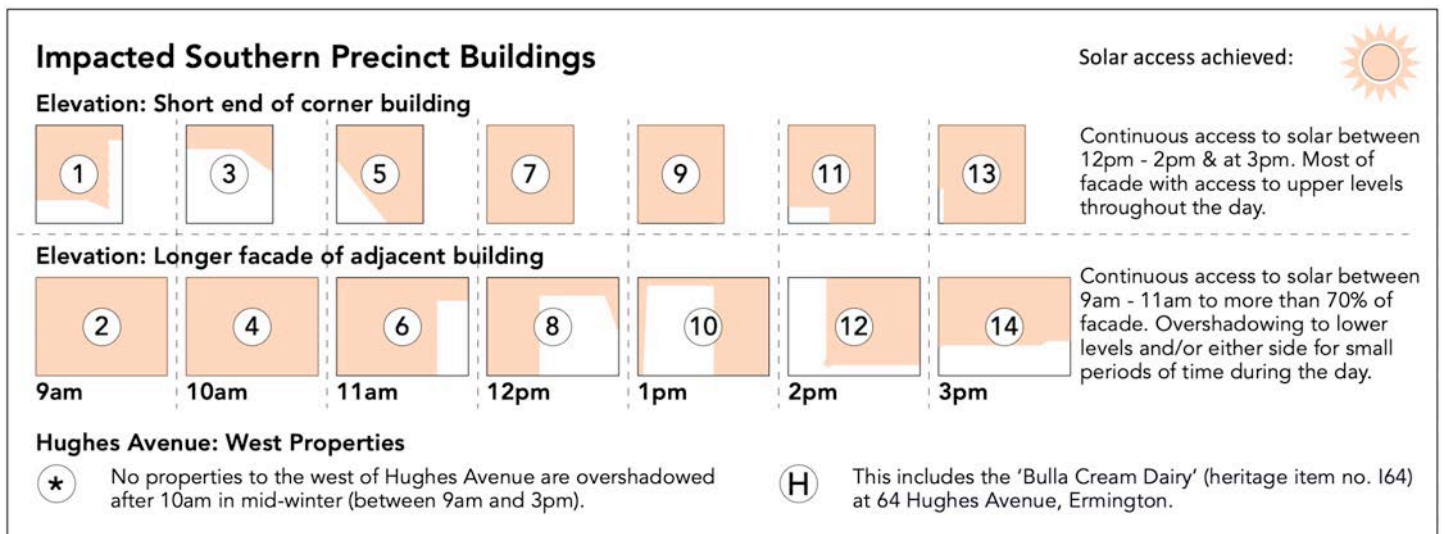 Impacted Southern Precinct Buildings
Solar access achieved:
Elevation: Short end of corner building
1
3
5
7
9
11
13
Continuous access to solar between
12pm - 2pm & at 3pm. Most of
facade with access to upper levels
throughout the day.
Elevation: Longer facade of adjacent building
2
4
6
8
10
12
14
9am
10am
11am
12pm
1pm
2pm
3pm
Continuous access to solar between
9am - 11am to more than 70% of
facade. Overshadowing to lower
levels and/or either side for small
periods of time during the day.
Hughes Avenue: West Properties
*
No properties to the west of Hughes Avenue are overshadowed
after 10am in mid-winter (between 9am and 3pm).
H
This includes the ‘Bulla Cream Dairy’ (heritage item no. I64)
at 64 Hughes Avenue, Ermington.